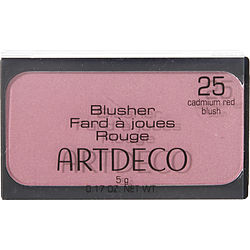 25
cadmium red
blush
Blusher
Fard à joues
Rouge
ARTDECO
5 g
0.17 OZ. NET WT.